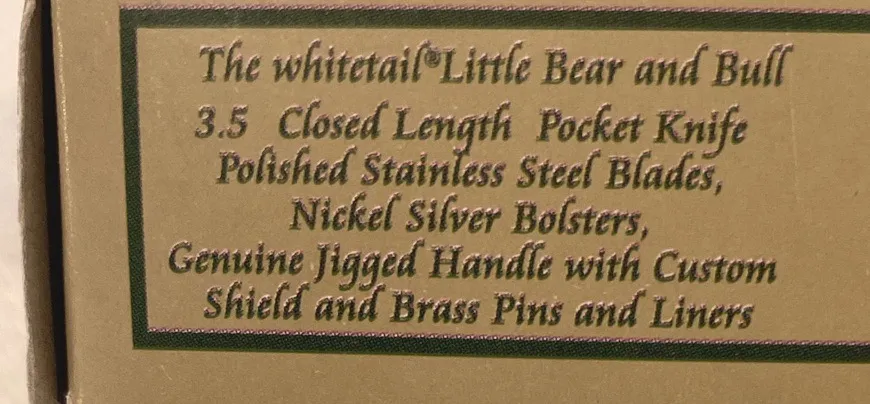 The whitetail®Little Bear and Bull
3.5 Closed Length Pocket Knife
Polished Stainless Steel Blades,
Nickel Silver Bolsters,
Genuine Jigged Handle with Custom
Shield and Brass Pins and Liners